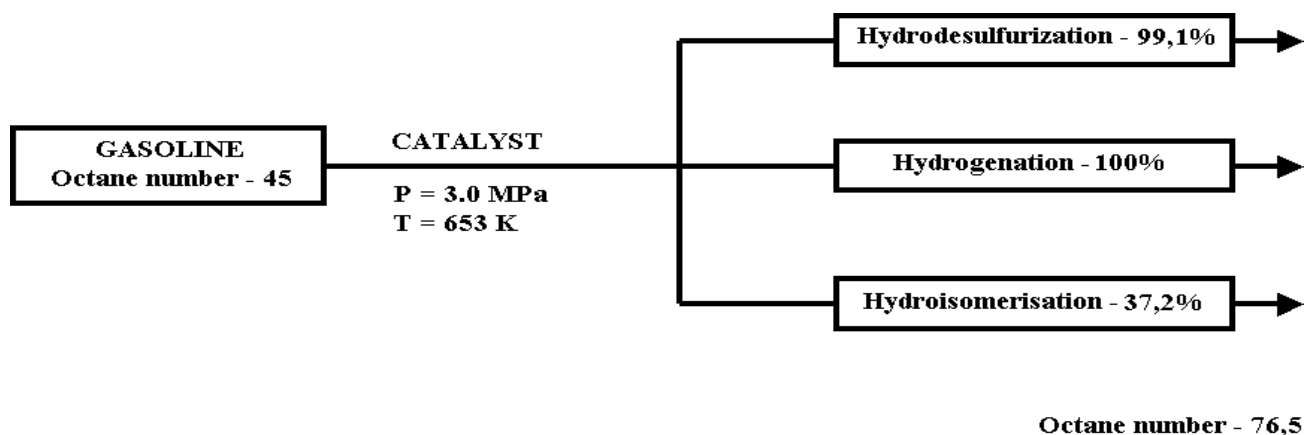 GASOLINE
Octane number - 45
CATALYST
P = 3.0 MPa
T = 653 K
Hydrodesulfurization - 99,1%
Hydrogenation - 100%
Hydroisomerisation - 37,2%
Octane number - 76,5